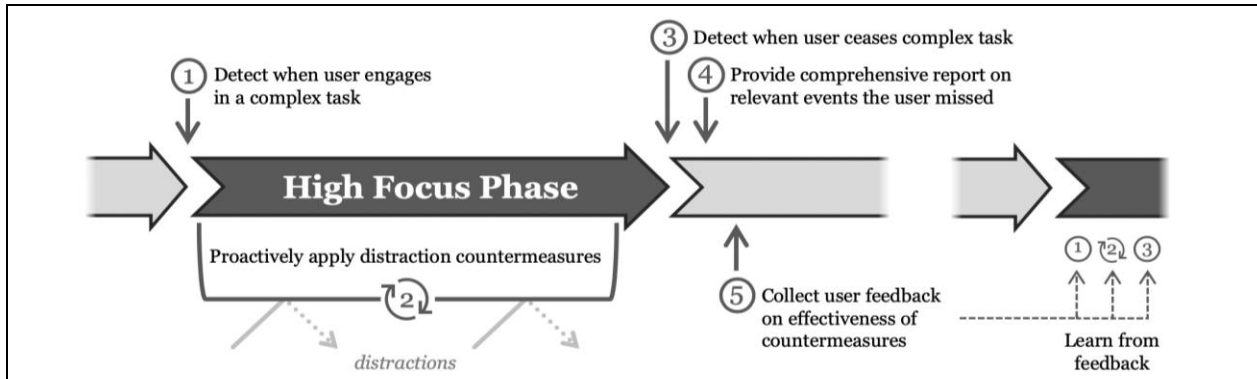 ① Detect when user engages
in a complex task
③ Detect when user ceases complex task
④ Provide comprehensive report on
relevant events the user missed
High Focus Phase
Proactively apply distraction countermeasures
2
distractions
⑤ Collect user feedback
on effectiveness of
countermeasures
① 2 ③
Learn from
feedback